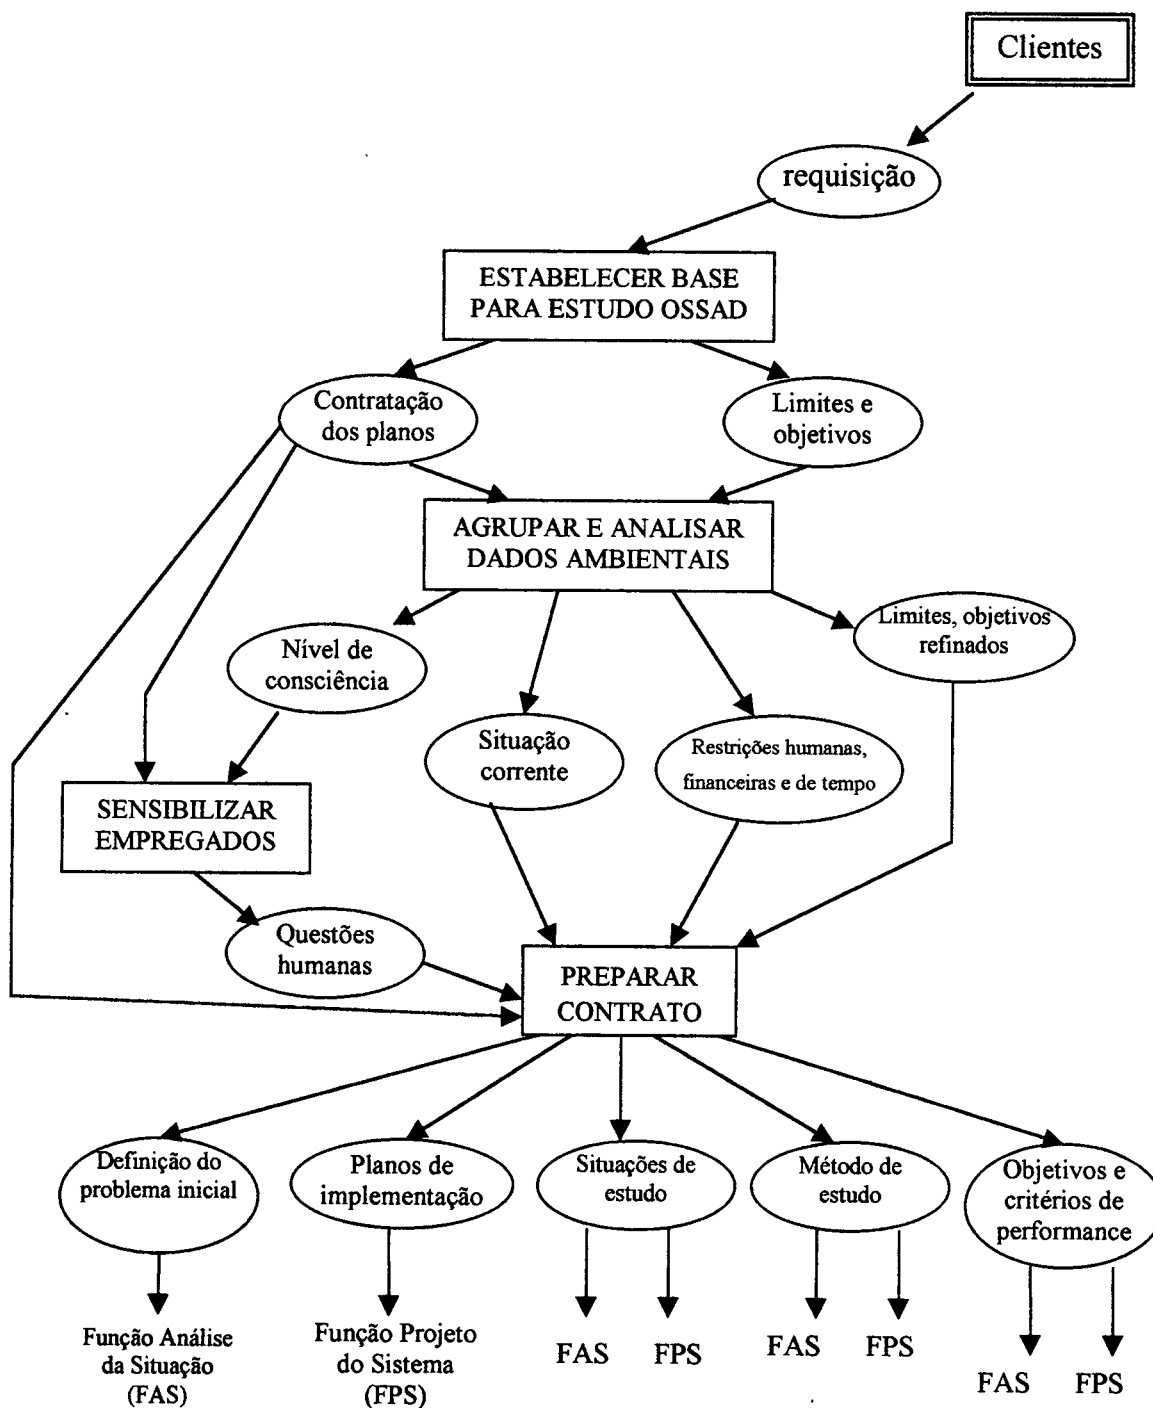 Clientes
requisição
ESTABELECER BASE
PARA ESTUDO OSSAD
Contratação
dos planos
Limites e
objetivos
AGRUPAR E ANALISAR
DADOS AMBIENTAIS
Nível de
consciência
Limites, objetivos
refinados
Situação
corrente
Restrições humanas,
financeiras e de tempo
SENSIBILIZAR
EMPREGADOS
Questões
humanas
PREPARAR
CONTRATO
Definição do
problema inicial
Planos de
implementação
Situações de
estudo
Método de
estudo
Objetivos e
critérios de
performance
Função Análise
da Situação
(FAS)
Função Projeto
do Sistema
(FPS)
FAS FPS
FAS FPS
FAS FPS